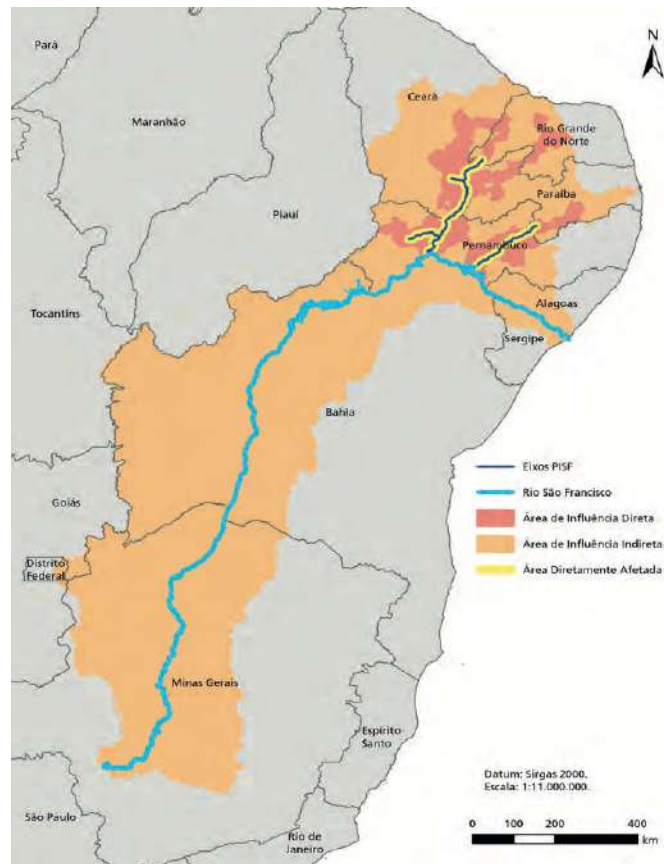 Pará
Maranhão
Ceará
N
Rio Grande
do Norte
Paraíba
Piauí
Pernambuco
Tocantins
Alagoas
Sergipe
Bahia
Goiás
Distrito
Federal
Minas Gerais
Espírito
Santo
São Paulo
Rio de
Janeiro
Eixos PISF
Rio São Francisco
Área de Influência Direta
Área de Influência Indireta
Área Diretamente Afetada
Datum: Sirgas 2000.
Escala: 1:11.000.000.
0 100 200 300 400
km